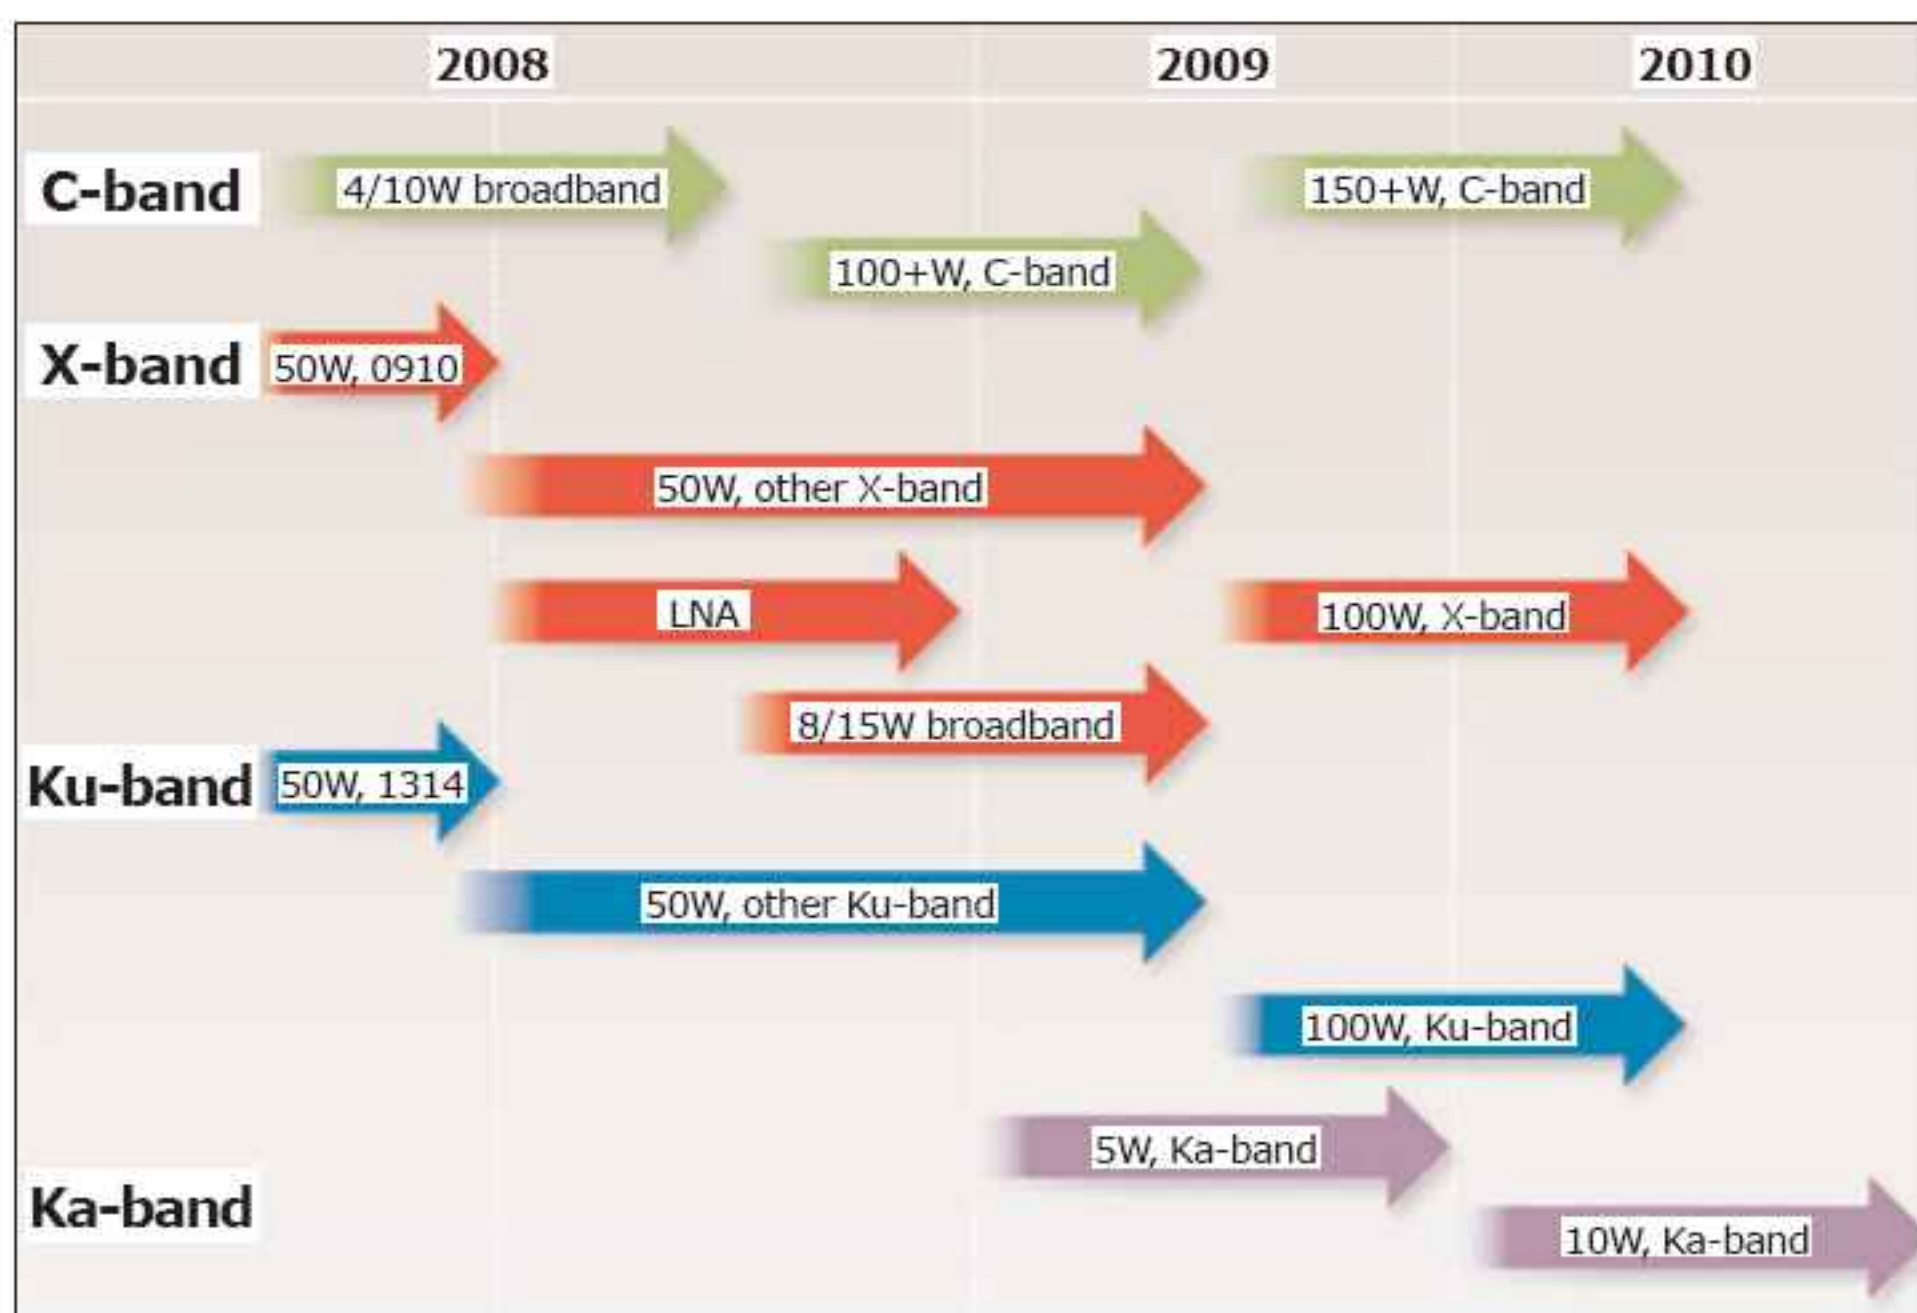 2008 2009 2010
C-band 4/10W broadband 150+W, C-band
100+W, C-band
X-band 50W, 0910
50W, other X-band
LNA 100W, X-band
8/15W broadband
Ku-band 50W, 1314
50W, other Ku-band
100W, Ku-band
5W, Ka-band
Ka-band
10W, Ka-band